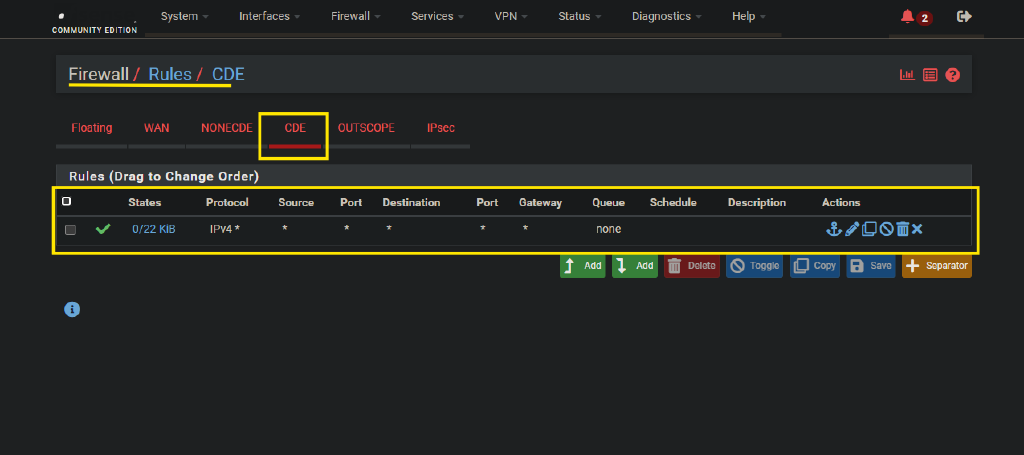 System Interfaces Firewall Services VPN Status Diagnostics Help 2
COMMUNITY EDITION
Firewall / Rules / CDE
Floating WAN NONECDE CDE OUTSCOPE IPsec
Rules (Drag to Change Order)
States Protocol Source Port Destination Port Gateway Queue Schedule Description Actions
0/22 KiB IPv4 * * * * * * none
Add Add Delete Toggle Copy Save Separator